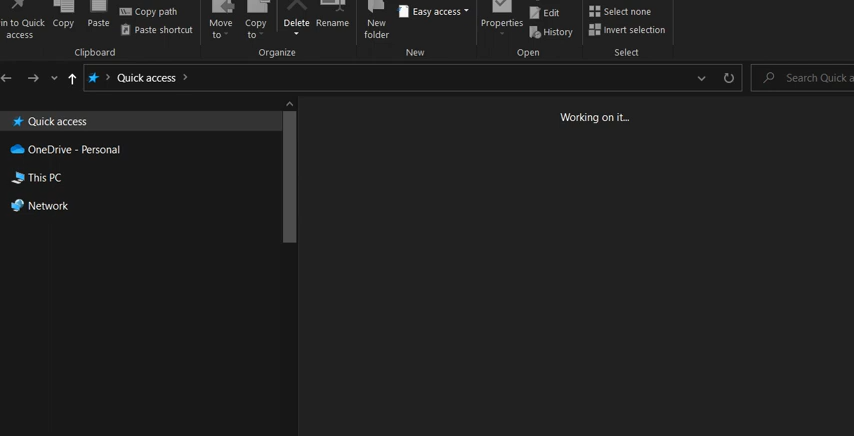 in to Quick access
Copy
Paste
Copy path
Paste shortcut
Clipboard
Move to
Copy to
Delete
Rename
Organize
New folder
Easy access
New
Properties
Edit
History
Open
Select none
Invert selection
Select
Quick access
Search Quick a
Quick access
OneDrive - Personal
This PC
Network
Working on it...